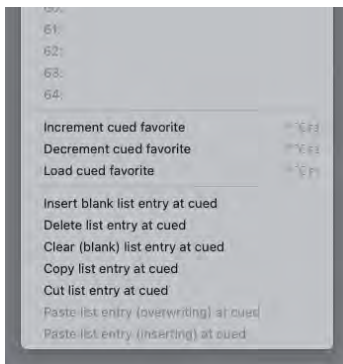 61:
62:
63:
64:
Increment cued favorite
Decrement cued favorite
Load cued favorite
Insert blank list entry at cued
Delete list entry at cued
Clear (blank) list entry at cued
Copy list entry at cued
Cut list entry at cued
Paste list entry (overwriting) at cued
Paste list entry (inserting) at cued